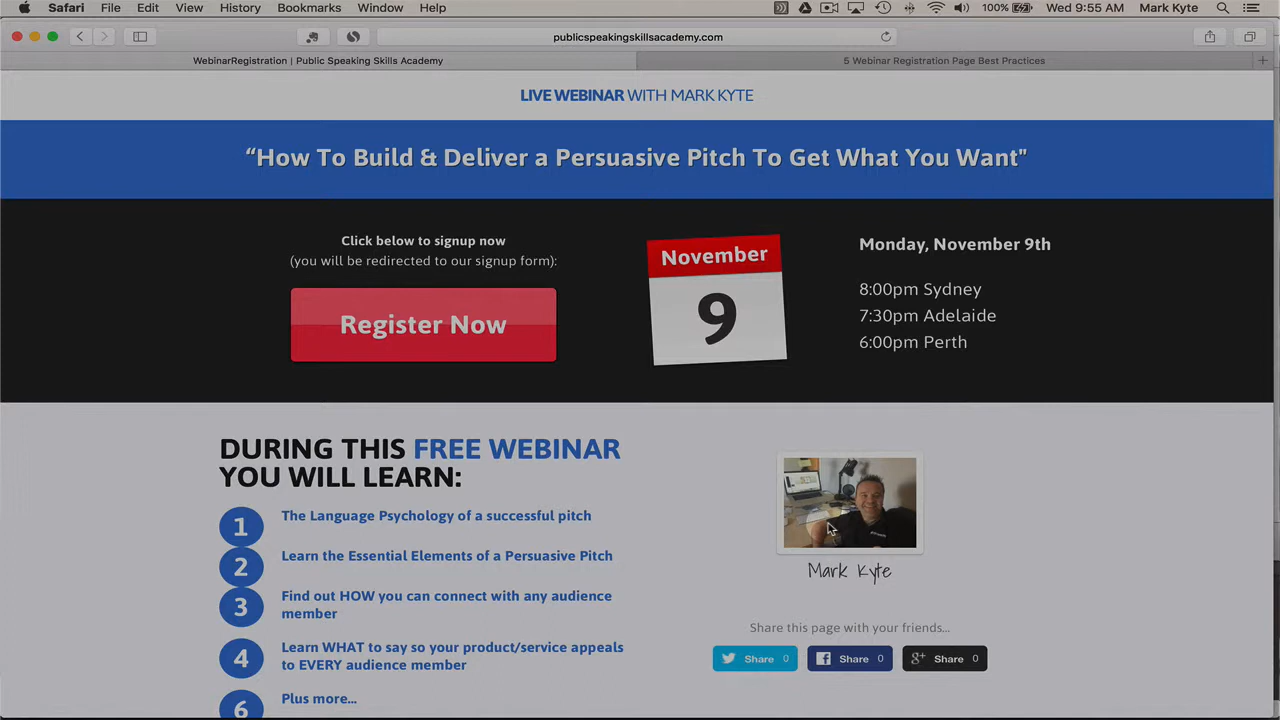 Safari File Edit View History Bookmarks Window Help 100% Wed 9:55 AM Mark Kyte
publicspeakingskillsacademy.com
WebinarRegistration | Public Speaking Skills Academy 5 Webinar Registration Page Best Practices
LIVE WEBINAR WITH MARK KYTE
“How To Build & Deliver a Persuasive Pitch To Get What You Want"
Click below to signup now
(you will be redirected to our signup form):
Register Now
November
9
Monday, November 9th
8:00pm Sydney
7:30pm Adelaide
6:00pm Perth
DURING THIS FREE WEBINAR
YOU WILL LEARN:
1 The Language Psychology of a successful pitch
2 Learn the Essential Elements of a Persuasive Pitch
3 Find out HOW you can connect with any audience
member
4 Learn WHAT to say so your product/service appeals
to EVERY audience member
6 Plus more...
Mark Kyte
Share this page with your friends...
Share 0 Share 0 Share 0